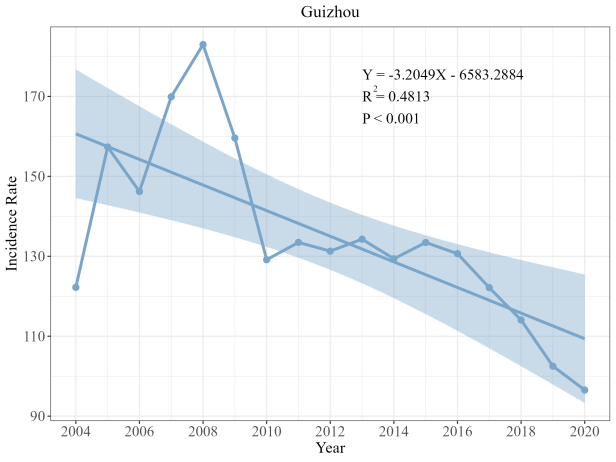 Guizhou
Y = -3.2049X - 6583.2884
R²= 0.4813
P < 0.001
Incidence Rate
170
150
130
110
90
2004 2006 2008 2010 2012 2014 2016 2018 2020
Year